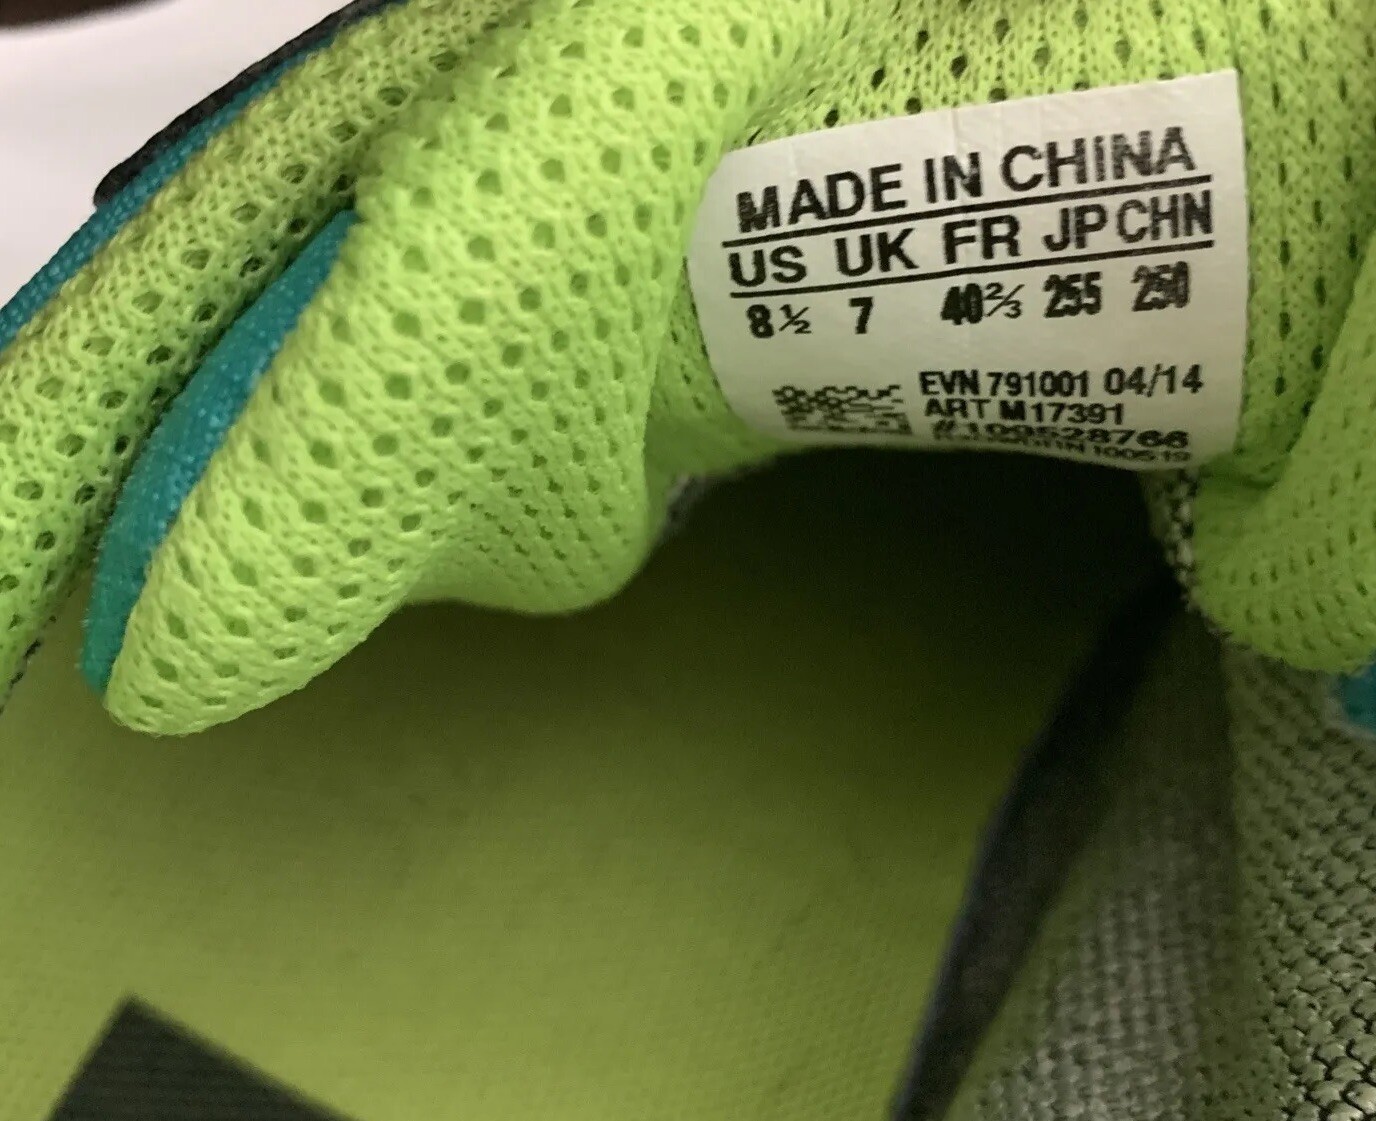 MADE IN CHINA
US UK FR JP CHN
8½ 7 40⅔ 255 250
EVN 791001 04/14
ART M17391
#109528766